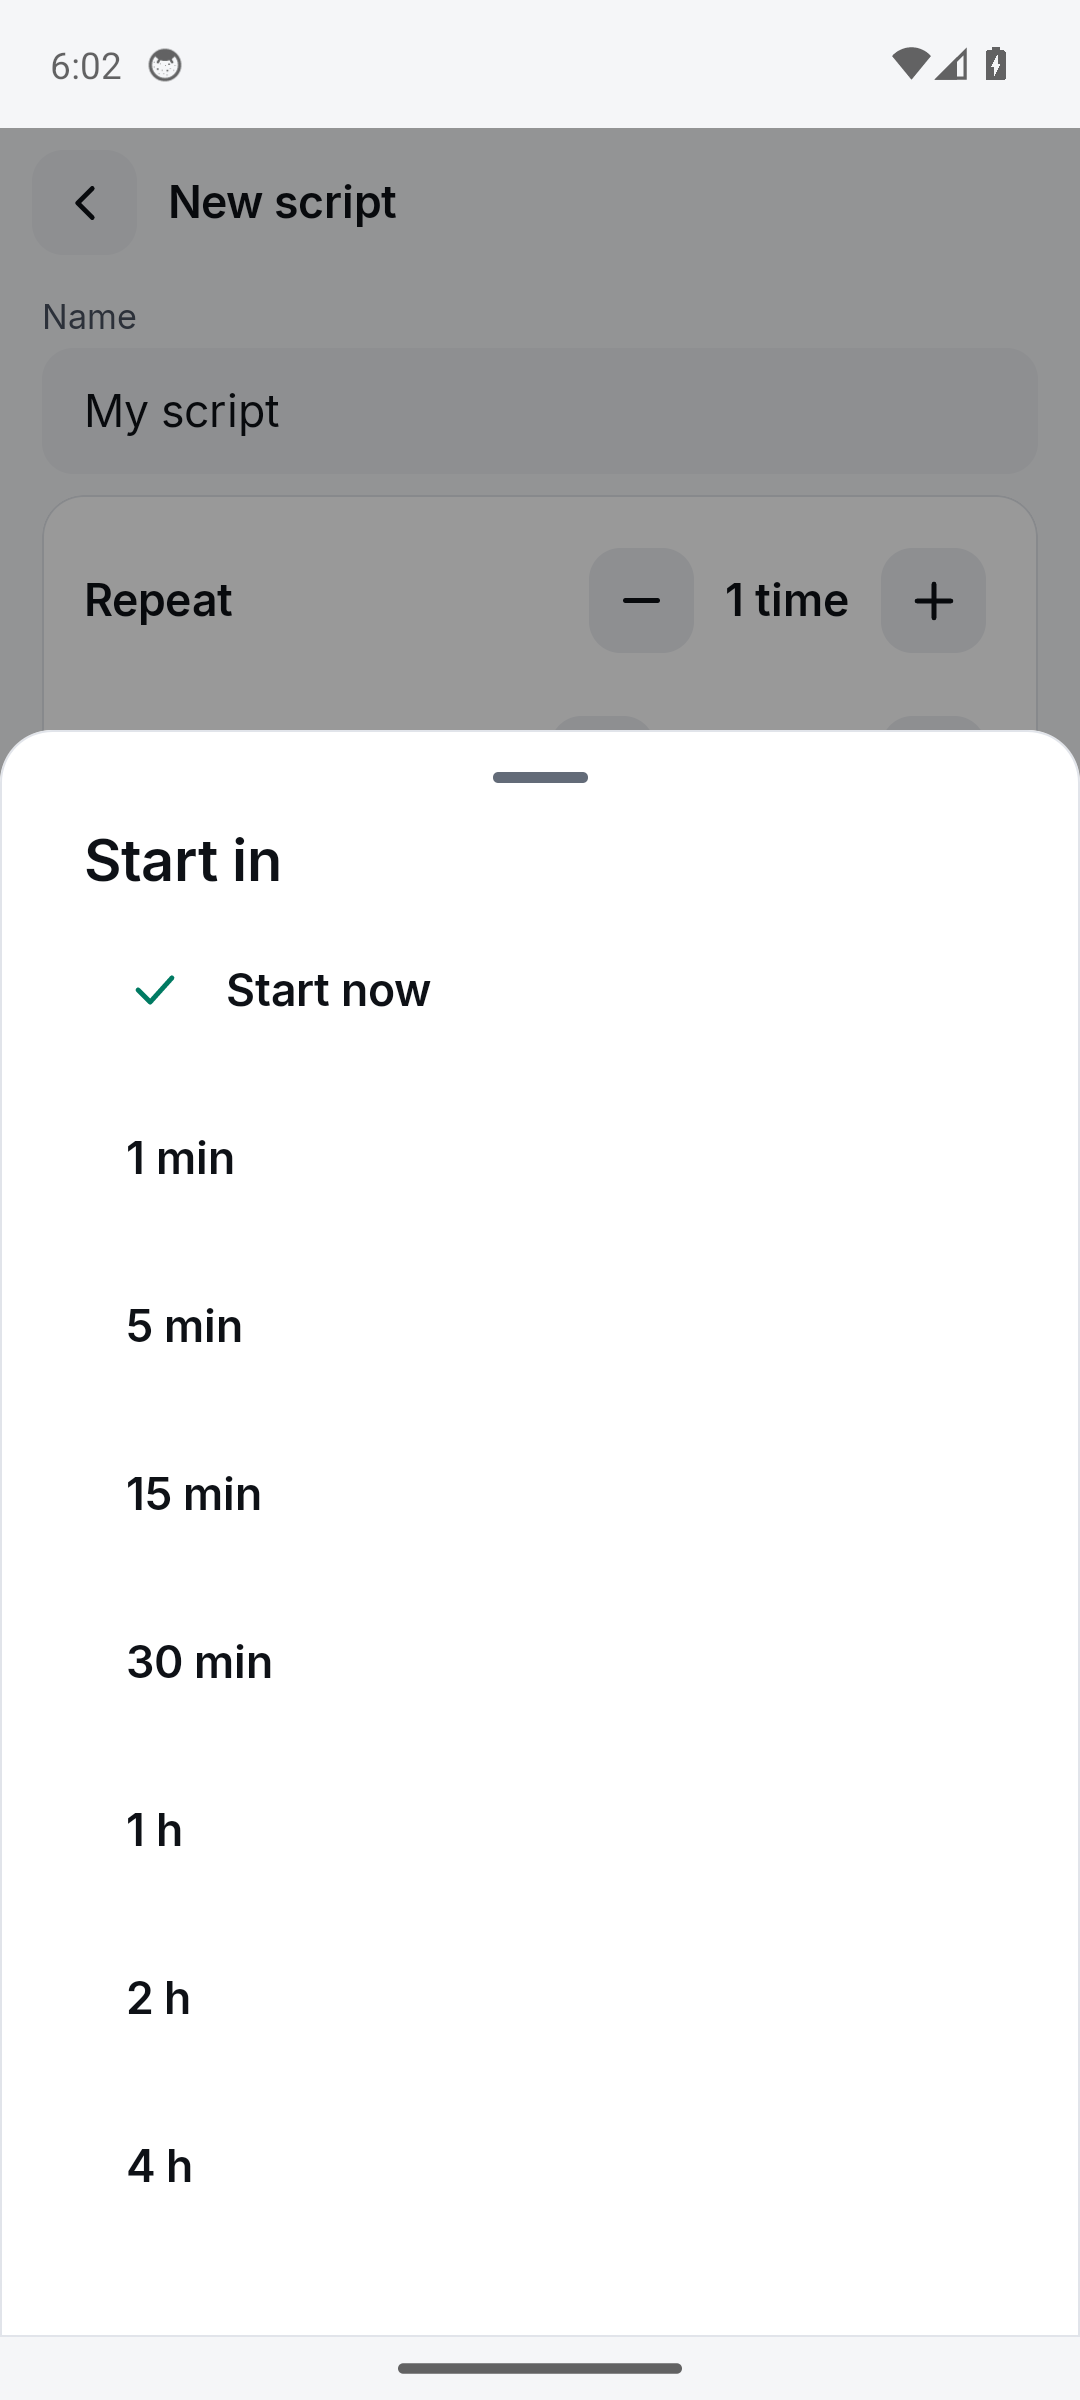 6:02
New script
Name
My script
Repeat
1 time
Start in
Start now
1 min
5 min
15 min
30 min
1 h
2 h
4 h